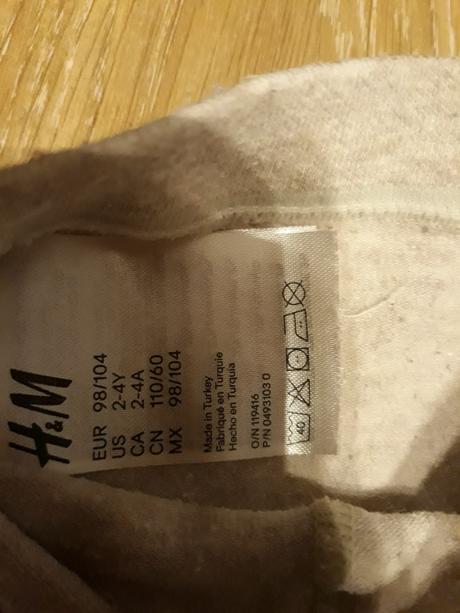 H&M
EUR 98/104
US 2-4Y
CA 2-4A
CN 110/60
MX 98/104
Made in Turkey
Fabriqué en Turquie
Hecho en Turquía
O/N 119416
P/N 0493103 0
40